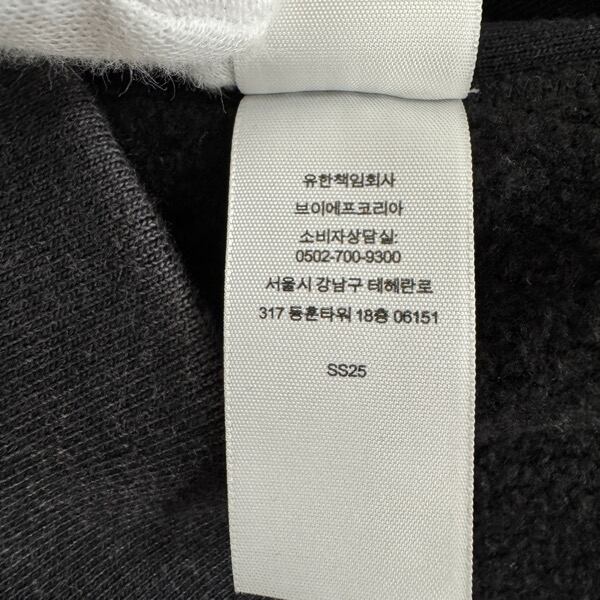 유한책임회사
브이에프코리아
소비자상담실:
0502-700-9300
서울시 강남구 테헤란로
317 동훈타워 18층 06151
SS25